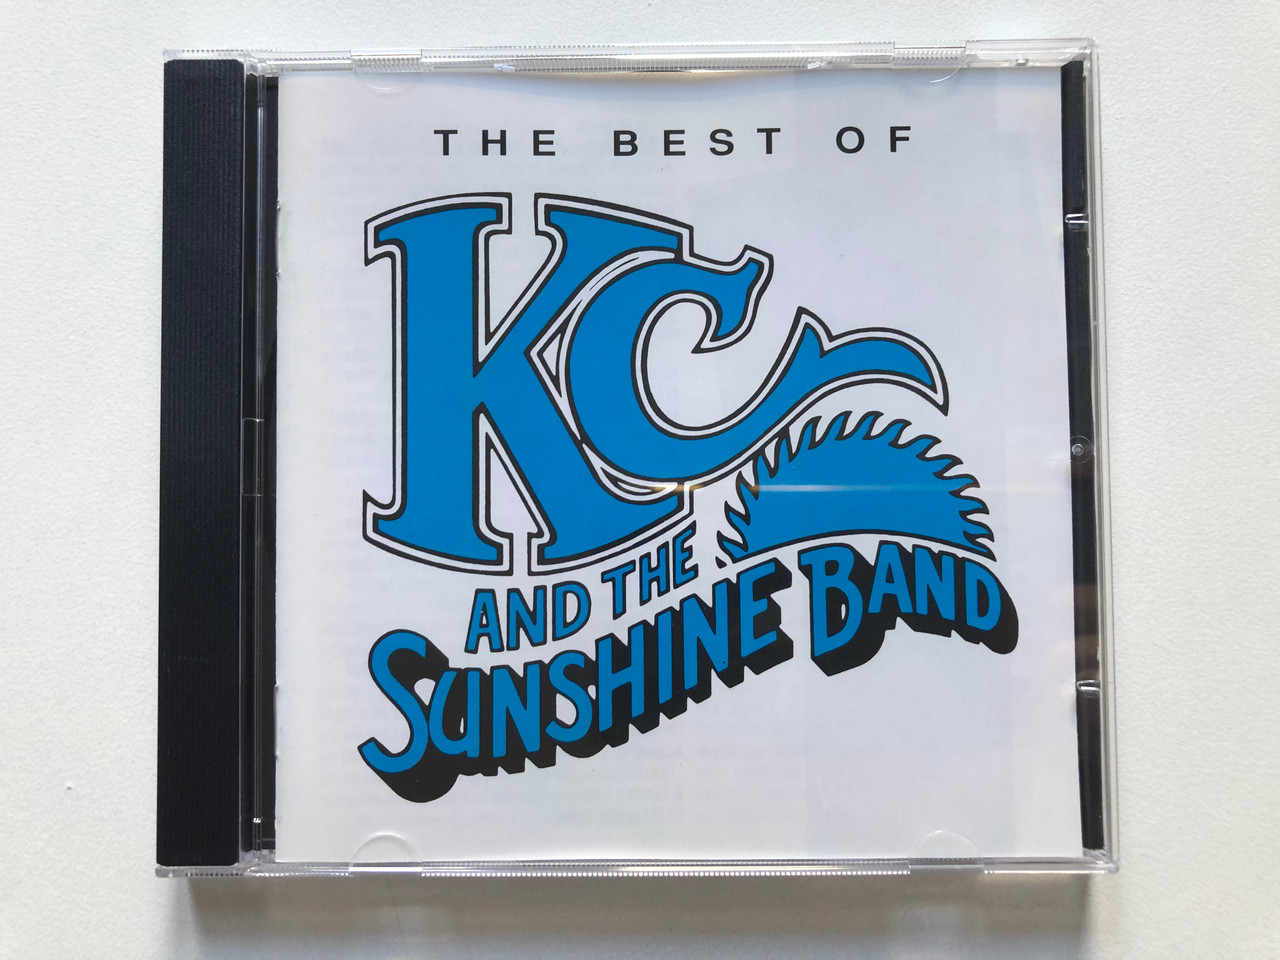 THE BEST OF
KC
AND THE
SUNSHINE BAND